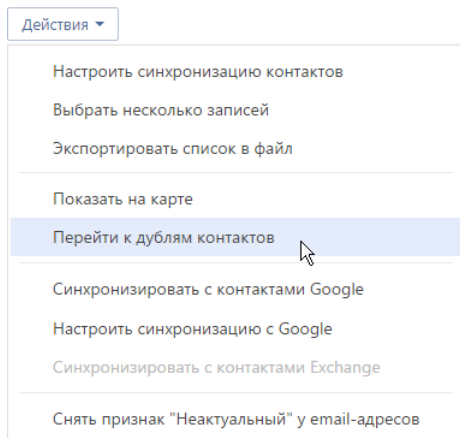 Действия
Настроить синхронизацию контактов
Выбрать несколько записей
Экспортировать список в файл
Показать на карте
Перейти к дублям контактов
Синхронизировать с контактами Google
Настроить синхронизацию с Google
Синхронизировать с контактами Exchange
Снять признак "Неактуальный" у email-адресов